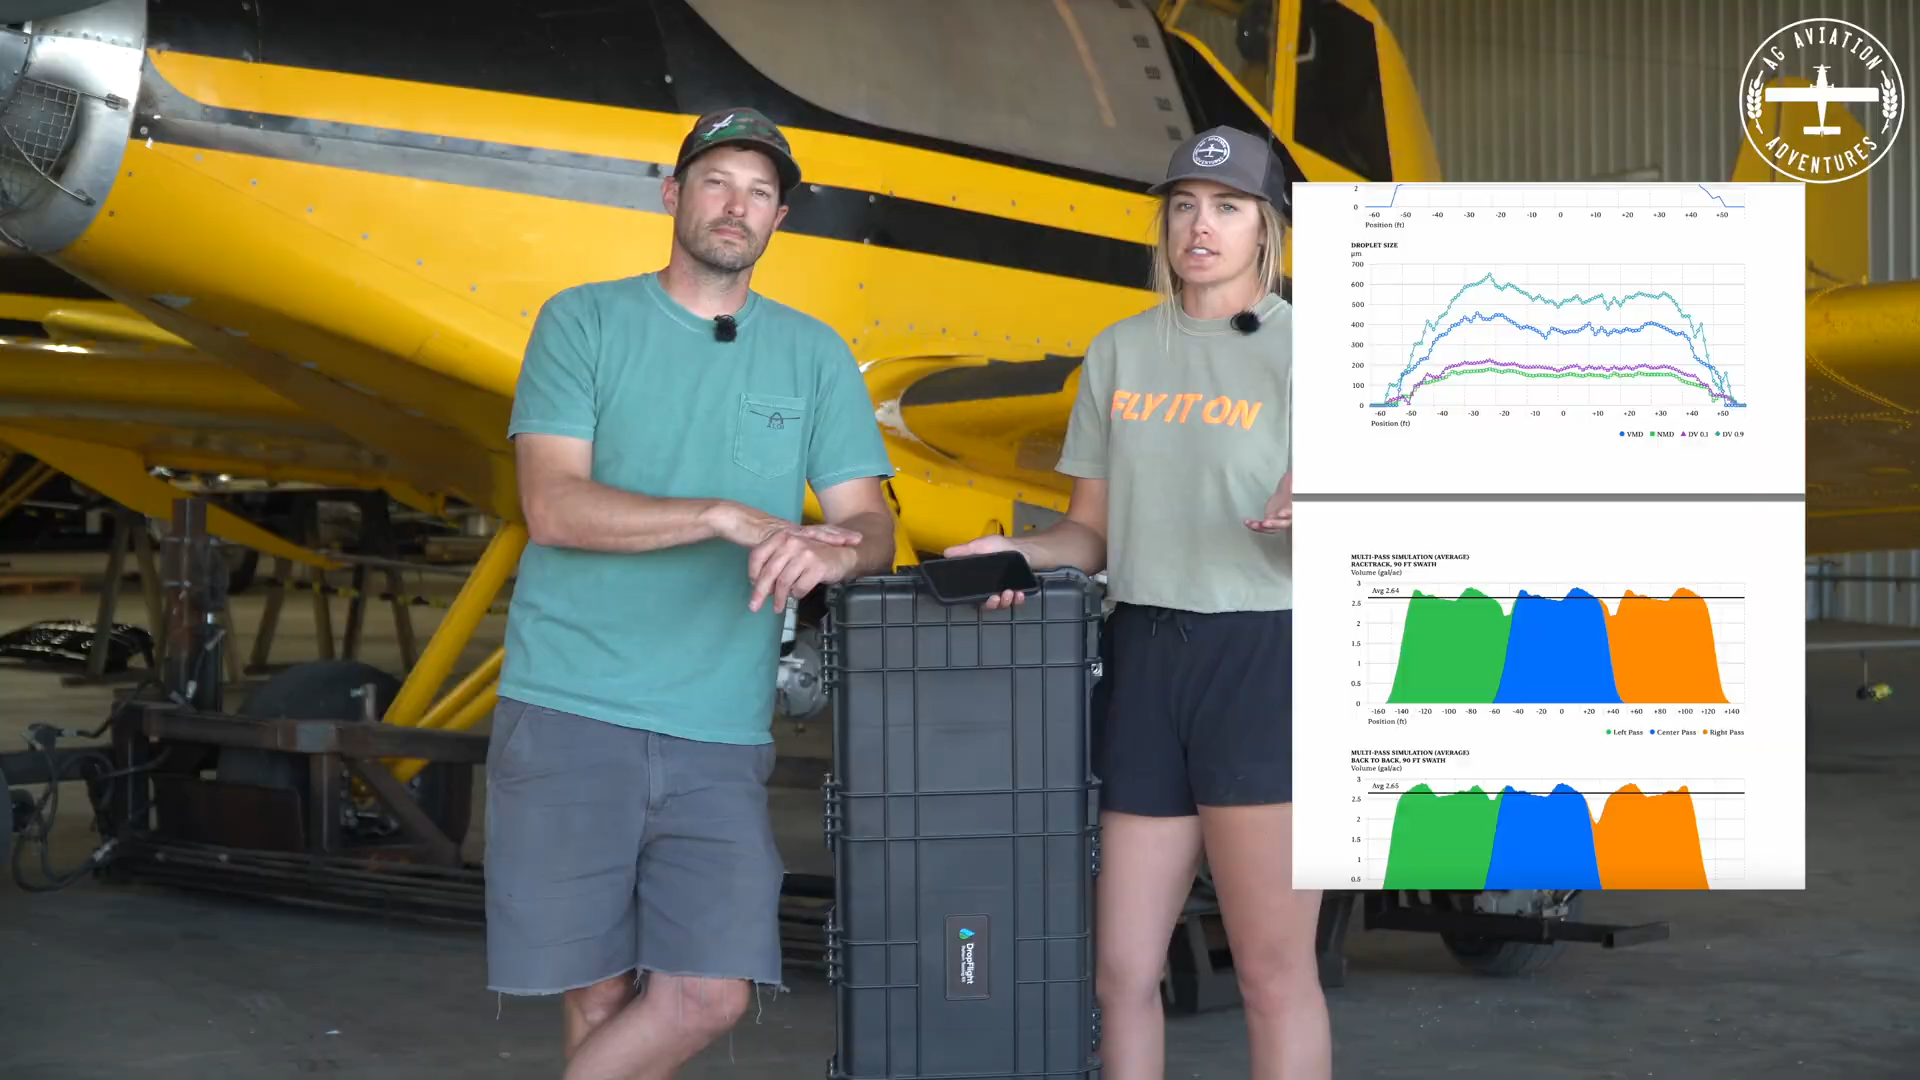 AG AVIATION
ADVENTURES
FLY IT ON
DropFlight
2
0
-60 -50 -40 -30 -20 -10 0 +10 +20 +30 +40 +50
Position (ft)
DROPLET SIZE
μm
700
600
500
400
300
200
100
0
-60 -50 -40 -30 -20 -10 0 +10 +20 +30 +40 +50
Position (ft)
VMD NMD DV 0.1 DV 0.9
MULTI-PASS SIMULATION (AVERAGE)
RACETRACK, 90 FT SWATH
Volume (gal/ac)
3
Avg 2.64
2.5
2
1.5
1
0.5
0
-160 -140 -120 -100 -80 -60 -40 -20 0 +20 +40 +60 +80 +100 +120 +140
Position (ft)
Left Pass Center Pass Right Pass
MULTI-PASS SIMULATION (AVERAGE)
BACK TO BACK, 90 FT SWATH
Volume (gal/ac)
3
Avg 2.65
2.5
2
1.5
1
0.5